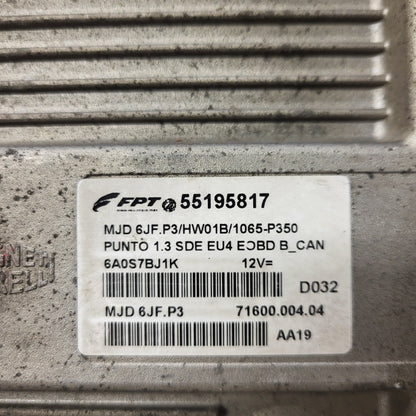 FPT 55195817
MJD 6JF.P3/HW01B/1065-P350
PUNTO 1.3 SDE EU4 EOBD B_CAN
6A0S7BJ1K 12V=
D032
MJD 6JF.P3 71600.004.04
AA19